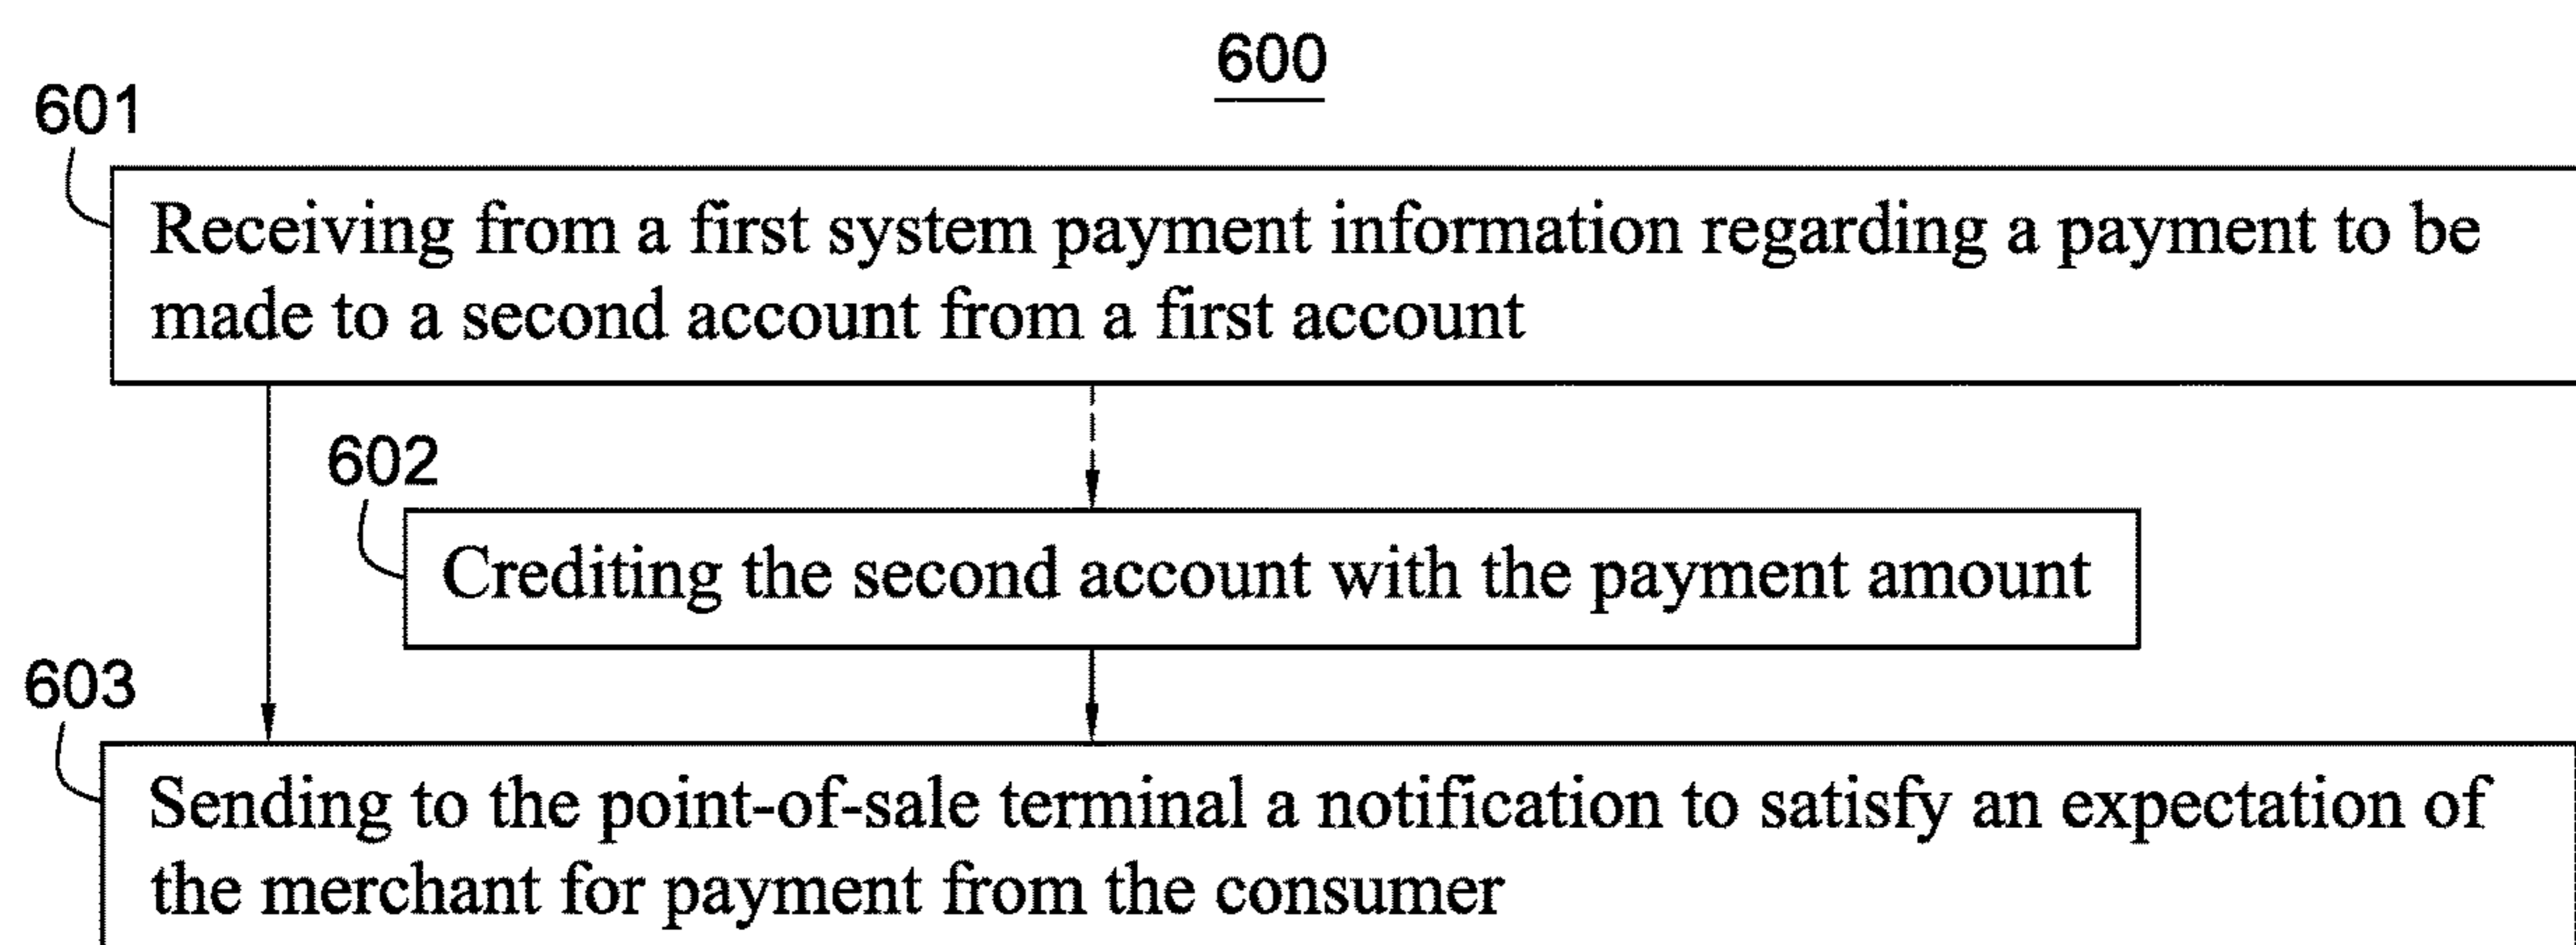 600
601
Receiving from a first system payment information regarding a payment to be
made to a second account from a first account
602
Crediting the second account with the payment amount
603
Sending to the point-of-sale terminal a notification to satisfy an expectation of
the merchant for payment from the consumer